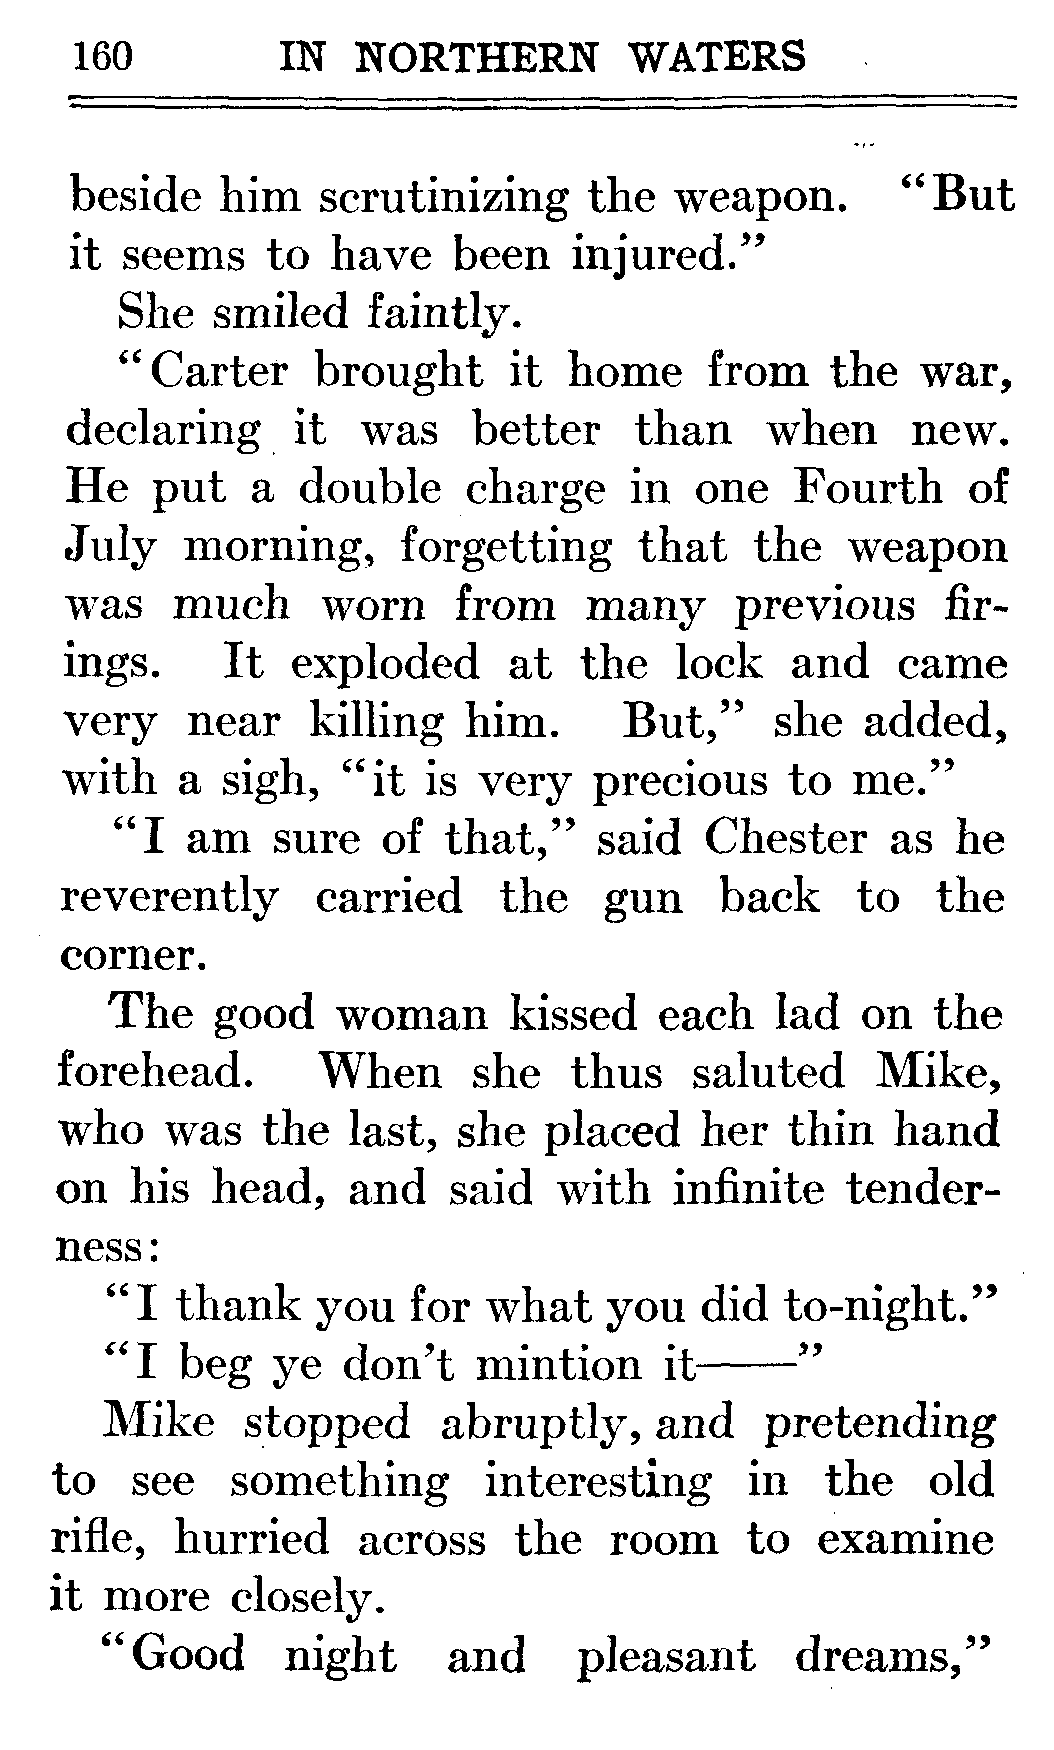 160 IN NORTHERN WATERS
beside him scrutinizing the weapon. "But
it seems to have been injured."
She smiled faintly.
"Carter brought it home from the war,
declaring it was better than when new.
He put a double charge in one Fourth of
July morning, forgetting that the weapon
was much worn from many previous fir-
ings. It exploded at the lock and came
very near killing him. But," she added,
with a sigh, "it is very precious to me."
"I am sure of that," said Chester as he
reverently carried the gun back to the
corner.
The good woman kissed each lad on the
forehead. When she thus saluted Mike,
who was the last, she placed her thin hand
on his head, and said with infinite tender-
ness:
"I thank you for what you did to-night."
"I beg ye don't mintion it——"
Mike stopped abruptly, and pretending
to see something interesting in the old
rifle, hurried across the room to examine
it more closely.
"Good night and pleasant dreams,"